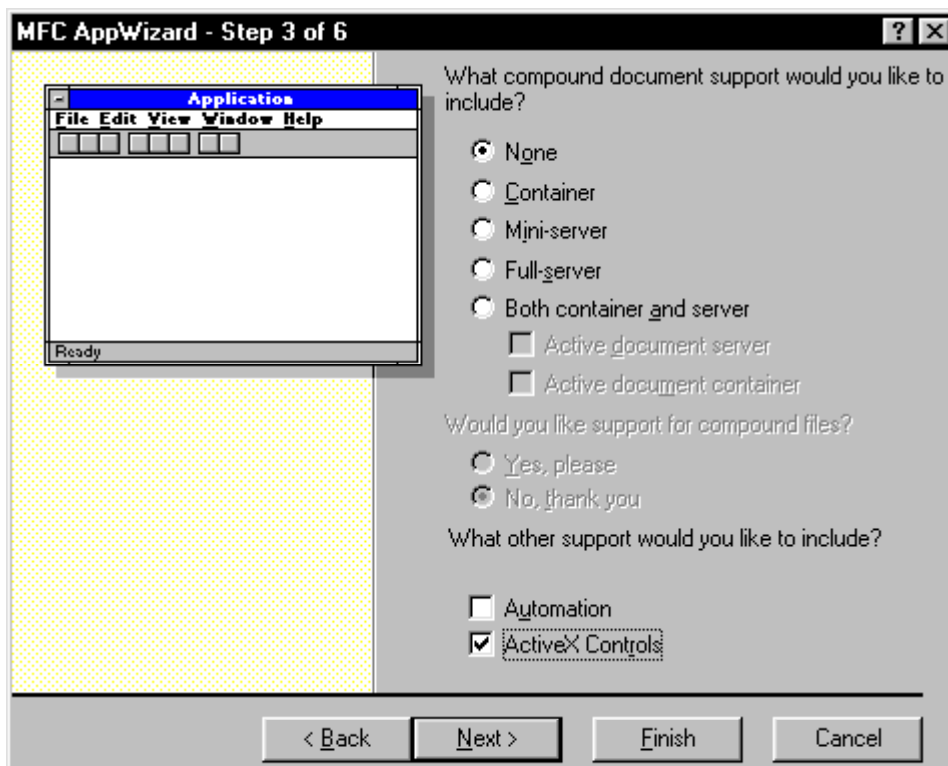 MFC AppWizard - Step 3 of 6
Application
File Edit View Window Help
Ready
What compound document support would you like to
include?
None
Container
Mini-server
Full-server
Both container and server
Active document server
Active document container
Would you like support for compound files?
Yes, please
No, thank you
What other support would you like to include?
Automation
ActiveX Controls
< Back Next > Finish Cancel